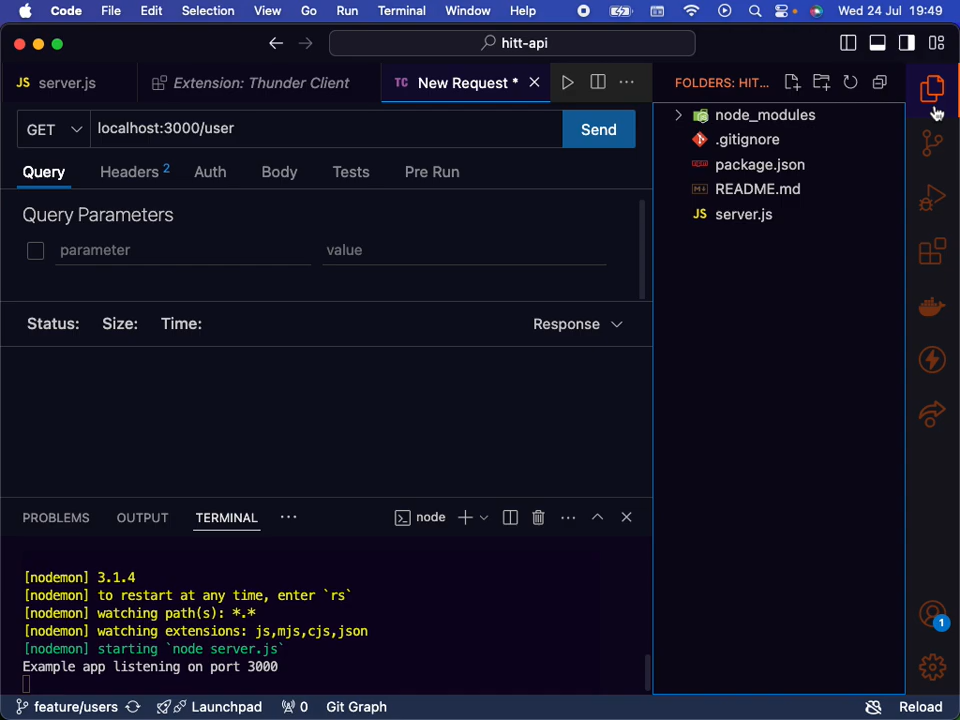 Code File Edit Selection View Go Run Terminal Window Help Wed 24 Jul 19:49
hitt-api
JS server.js Extension: Thunder Client TC New Request * FOLDERS: HIT...
GET localhost:3000/user Send
Query Headers 2 Auth Body Tests Pre Run
Query Parameters
parameter value
Status: Size: Time: Response
node_modules
.gitignore
package.json
README.md
JS server.js
PROBLEMS OUTPUT TERMINAL ... node
[nodemon] 3.1.4
[nodemon] to restart at any time, enter `rs`
[nodemon] watching path(s): *.*
[nodemon] watching extensions: js,mjs,cjs,json
[nodemon] starting `node server.js`
Example app listening on port 3000
1
feature/users Launchpad 0 Git Graph Reload